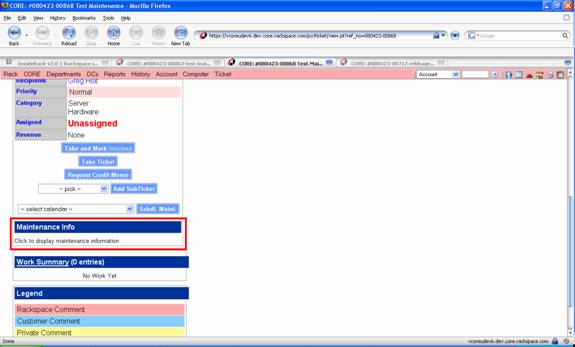 CORE: #080423-00868 Test Maintenance - Mozilla Firefox
File Edit View History Bookmarks Tools Help
Back Forward Reload Stop Home Cut Paste New Tab
https://vcoreudev6.dev.core.rackspace.com/py/ticket/view.pt?ref_no=080423-00868
InsideRack v2.0 | Rackspace I... CORE: #080423-00863 test mai... CORE: #080423-00868 Test Mai... CORE: #080423-00712
Rack CORE Departments DCs Reports History Account Computer Ticket Account
Recipients Greg Holt
Priority Normal
Category Server
Hardware
Assigned Unassigned
Revenue None
Take and Mark Unsolved
Take Ticket
Request Credit Memo
-- pick -- Add SubTicket
-- select calendar -- Schdl. Maint.
Maintenance Info
Click to display maintenance information
Work Summary (0 entries)
No Work Yet
Legend
Rackspace Comment
Customer Comment
Private Comment
Done vcoreudev6.dev.core.rackspace.com